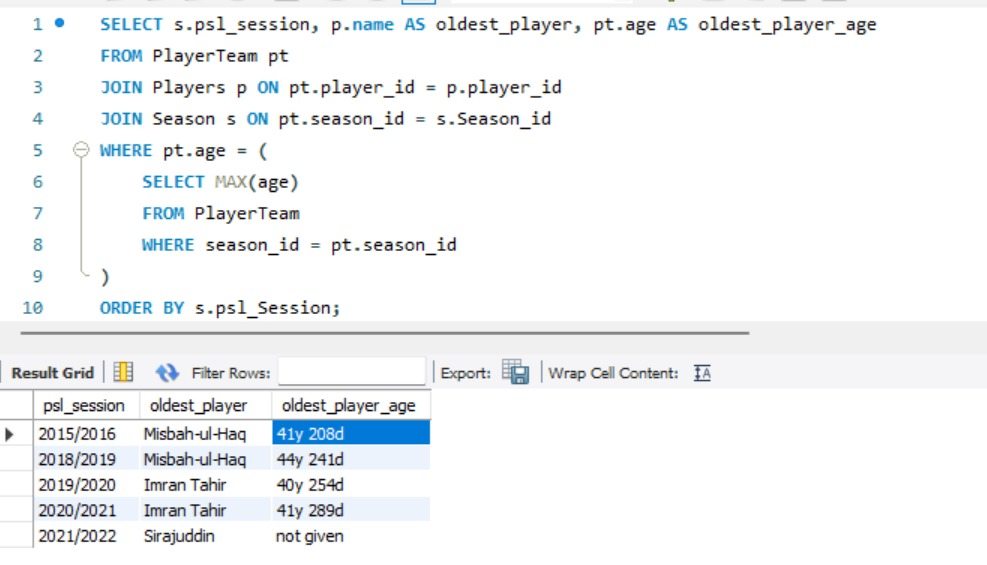 1 SELECT s.psl_session, p.name AS oldest_player, pt.age AS oldest_player_age
2 FROM PlayerTeam pt
3 JOIN Players p ON pt.player_id = p.player_id
4 JOIN Season s ON pt.season_id = s.Season_id
5 WHERE pt.age = (
6 SELECT MAX(age)
7 FROM PlayerTeam
8 WHERE season_id = pt.season_id
9 )
10 ORDER BY s.psl_Session;
Result Grid Filter Rows: Export: Wrap Cell Content: IA
psl_session oldest_player oldest_player_age
2015/2016 Misbah-ul-Haq 41y 208d
2018/2019 Misbah-ul-Haq 44y 241d
2019/2020 Imran Tahir 40y 254d
2020/2021 Imran Tahir 41y 289d
2021/2022 Sirajuddin not given